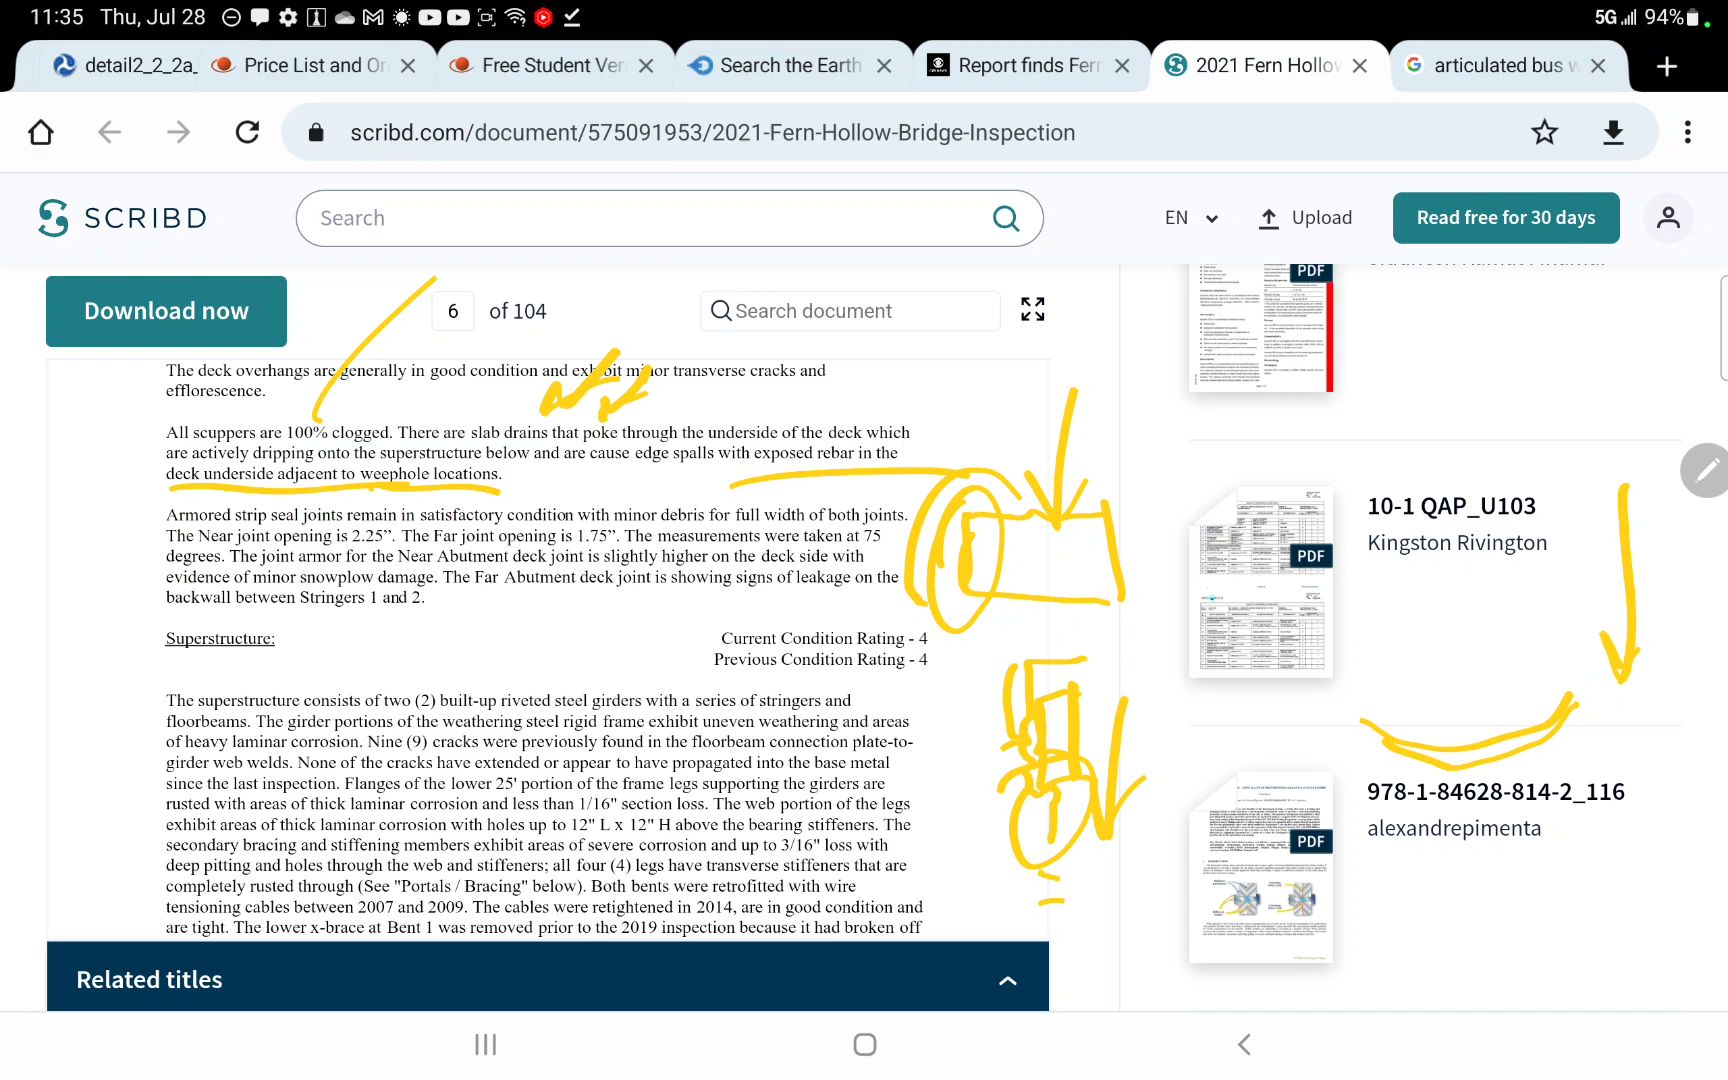 11:35 Thu, Jul 28
5G 94%
detail2_2_2a_
Price List and Or
Free Student Ver
Search the Earth
Report finds Fern
2021 Fern Hollow
articulated bus w
scribd.com/document/575091953/2021-Fern-Hollow-Bridge-Inspection
SCRIBD
Search
EN
Upload
Read free for 30 days
Download now
6 of 104
Search document
The deck overhangs are generally in good condition and exhibit minor transverse cracks and
efflorescence.
All scuppers are 100% clogged. There are slab drains that poke through the underside of the deck which
are actively dripping onto the superstructure below and are cause edge spalls with exposed rebar in the
deck underside adjacent to weephole locations.
Armored strip seal joints remain in satisfactory condition with minor debris for full width of both joints.
The Near joint opening is 2.25”. The Far joint opening is 1.75”. The measurements were taken at 75
degrees. The joint armor for the Near Abutment deck joint is slightly higher on the deck side with
evidence of minor snowplow damage. The Far Abutment deck joint is showing signs of leakage on the
backwall between Stringers 1 and 2.
Superstructure:
Current Condition Rating - 4
Previous Condition Rating - 4
The superstructure consists of two (2) built-up riveted steel girders with a series of stringers and
floorbeams. The girder portions of the weathering steel rigid frame exhibit uneven weathering and areas
of heavy laminar corrosion. Nine (9) cracks were previously found in the floorbeam connection plate-to-
girder web welds. None of the cracks have extended or appear to have propagated into the base metal
since the last inspection. Flanges of the lower 25' portion of the frame legs supporting the girders are
rusted with areas of thick laminar corrosion and less than 1/16" section loss. The web portion of the legs
exhibit areas of thick laminar corrosion with holes up to 12" L x 12" H above the bearing stiffeners. The
secondary bracing and stiffening members exhibit areas of severe corrosion and up to 3/16" loss with
deep pitting and holes through the web and stiffeners; all four (4) legs have transverse stiffeners that are
completely rusted through (See "Portals / Bracing" below). Both bents were retrofitted with wire
tensioning cables between 2007 and 2009. The cables were retightened in 2014, are in good condition and
are tight. The lower x-brace at Bent 1 was removed prior to the 2019 inspection because it had broken off
Related titles
PDF
PDF
10-1 QAP_U103
Kingston Rivington
PDF
978-1-84628-814-2_116
alexandrepimenta